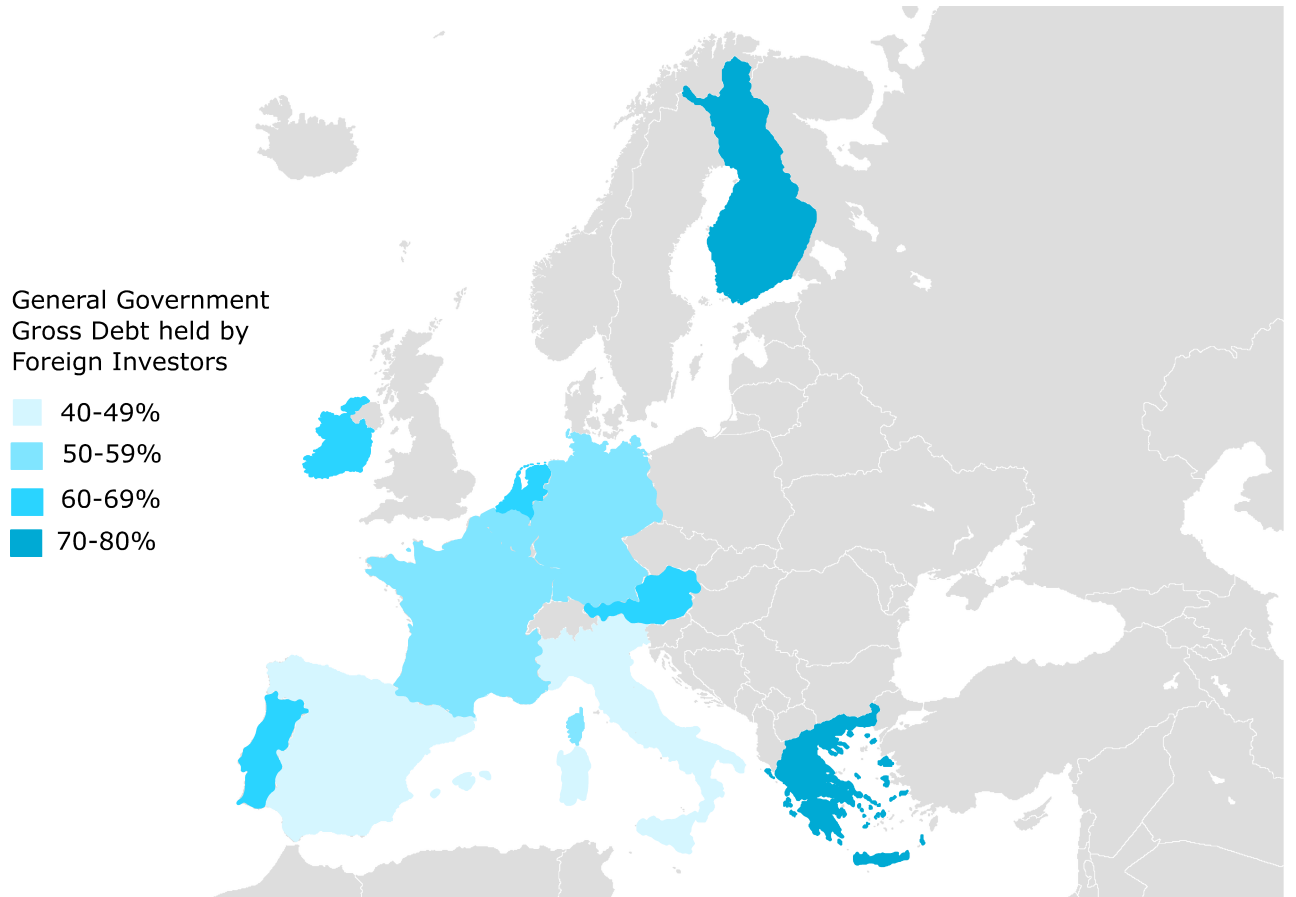 General Government
Gross Debt held by
Foreign Investors
40-49%
50-59%
60-69%
70-80%